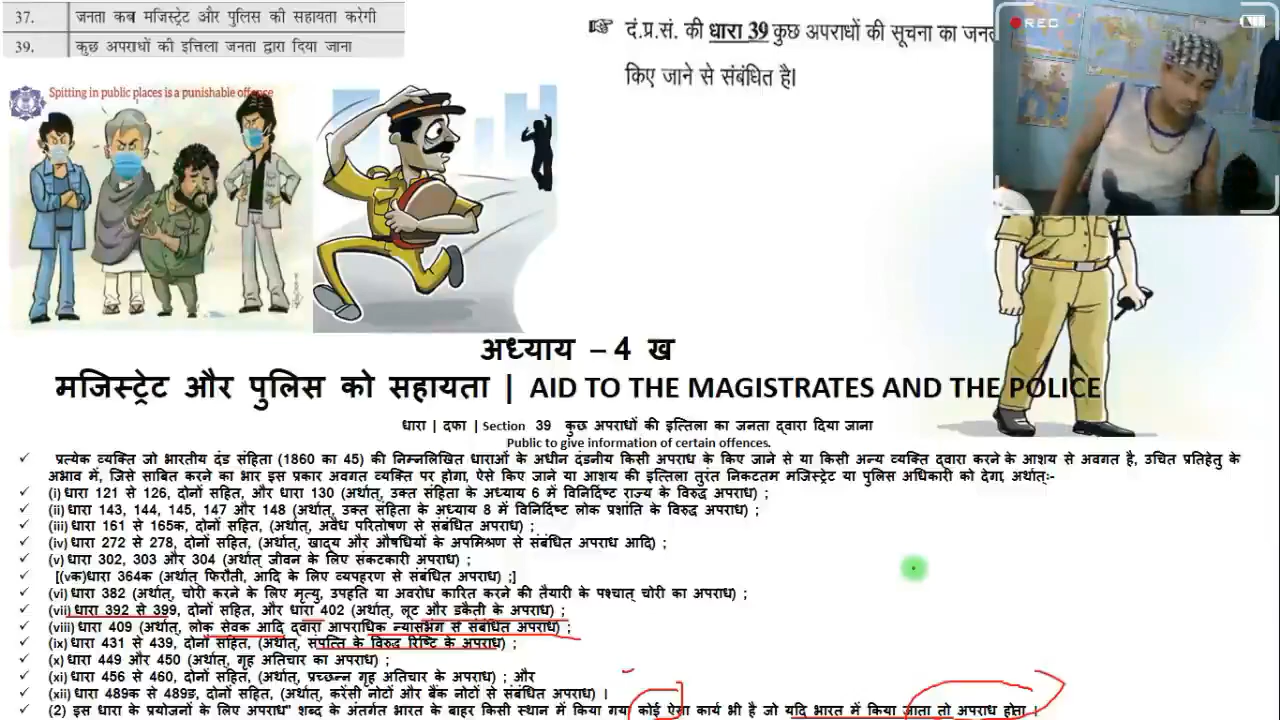 37. जनता कब मजिस्ट्रेट और पुलिस की सहायता करेगी
39. कुछ अपराधों की इत्तिला जनता द्वारा दिया जाना
दं.प्र.सं. की धारा 39 कुछ अपराधों की सूचना का
किए जाने से संबंधित है।
REC
Spitting in public places is a punishable offence
अध्याय – 4 ख
मजिस्ट्रेट और पुलिस को सहायता | AID TO THE MAGISTRATES AND THE POLICE
धारा | दफा | Section 39 कुछ अपराधों की इत्तिला का जनता द्वारा दिया जाना
Public to give information of certain offences.
प्रत्येक व्यक्ति जो भारतीय दंड संहिता (1860 का 45) की निम्नलिखित धाराओं के अधीन दंडनीय किसी अपराध के किए जाने से या किसी अन्य व्यक्ति द्वारा करने के आशय से अवगत है, उचित प्रतिहेतु के
अभाव में, जिसे साबित करने का भार इस प्रकार अवगत व्यक्ति पर होगा, ऐसे किए जाने या आशय की इत्तिला तुरंत निकटतम मजिस्ट्रेट या पुलिस अधिकारी को देगा, अर्थातः-
(i) धारा 121 से 126, दोनों सहित, और धारा 130 (अर्थात्, उक्त संहिता के अध्याय 6 में विनिर्दिष्ट राज्य के विरुद्ध अपराध) ;
(ii) धारा 143, 144, 145, 147 और 148 (अर्थात्, उक्त संहिता के अध्याय 8 में विनिर्दिष्ट लोक प्रशांति के विरुद्ध अपराध) ;
(iii) धारा 161 से 165क, दोनों सहित, (अर्थात्, अवैध परितोषण से संबंधित अपराध) ;
(iv) धारा 272 से 278, दोनों सहित, (अर्थात्, खाद्य और औषधियों के अपमिश्रण से संबंधित अपराध आदि) ;
(v) धारा 302, 303 और 304 (अर्थात् जीवन के लिए संकटकारी अपराध) ;
[(vक)धारा 364क (अर्थात् फिरौती, आदि के लिए व्यपहरण से संबंधित अपराध) ;]
(vi) धारा 382 (अर्थात्, चोरी करने के लिए मृत्यु, उपहति या अवरोध कारित करने की तैयारी के पश्चात् चोरी का अपराध) ;
(vii) धारा 392 से 399, दोनों सहित, और धारा 402 (अर्थात्, लूट और डकैती के अपराध) ;
(viii) धारा 409 (अर्थात्, लोक सेवक आदि द्वारा आपराधिक न्यासभंग से संबंधित अपराध) ;
(ix) धारा 431 से 439, दोनों सहित, (अर्थात्, संपत्ति के विरुद्ध रिष्टि के अपराध) ;
(x) धारा 449 और 450 (अर्थात्, गृह अतिचार का अपराध) ;
(xi) धारा 456 से 460, दोनों सहित, (अर्थात्, प्रच्छन्न गृह अतिचार के अपराध) ; और
(xii) धारा 489क से 489ङ, दोनों सहित, (अर्थात्, करेंसी नोटों और बैंक नोटों से संबंधित अपराध) ।
(2) इस धारा के प्रयोजनों के लिए अपराध" शब्द के अंतर्गत भारत के बाहर किसी स्थान में किया गया कोई ऐसा कार्य भी है जो यदि भारत में किया जाता तो अपराध होता ।